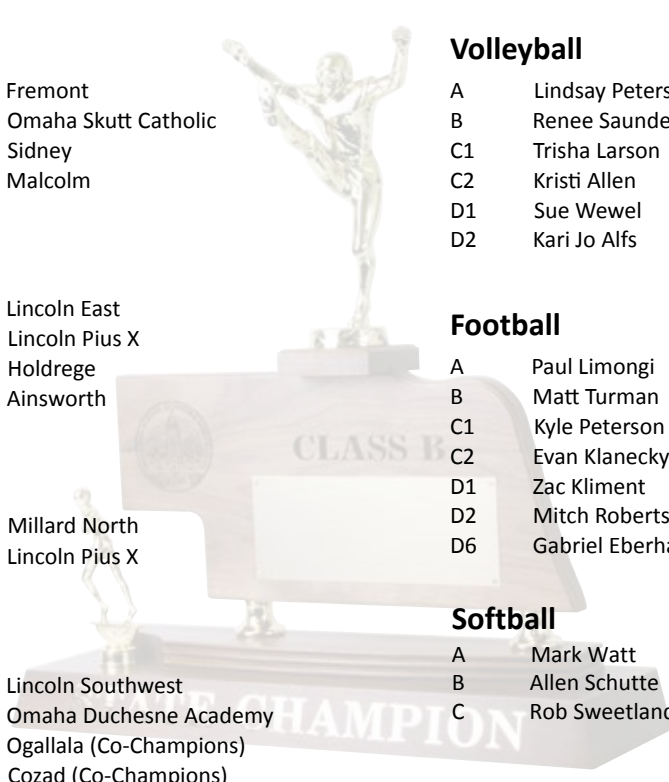 Fremont
Omaha Skutt Catholic
Sidney
Malcolm
Lincoln East
Lincoln Pius X
Holdrege
Ainsworth
Millard North
Lincoln Pius X
Lincoln Southwest
Omaha Duchesne Academy
Ogallala (Co-Champions)
Cozad (Co-Champions)
Volleyball
A Lindsay Peters
B Renee Saunde
C1 Trisha Larson
C2 Kristi Allen
D1 Sue Wewel
D2 Kari Jo Alfs
Football
A Paul Limongi
B Matt Turman
C1 Kyle Peterson
C2 Evan Klanecky
D1 Zac Kliment
D2 Mitch Roberts
D6 Gabriel Eberha
Softball
A Mark Watt
B Allen Schutte
C Rob Sweetland
CLASS B
STATE CHAMPION